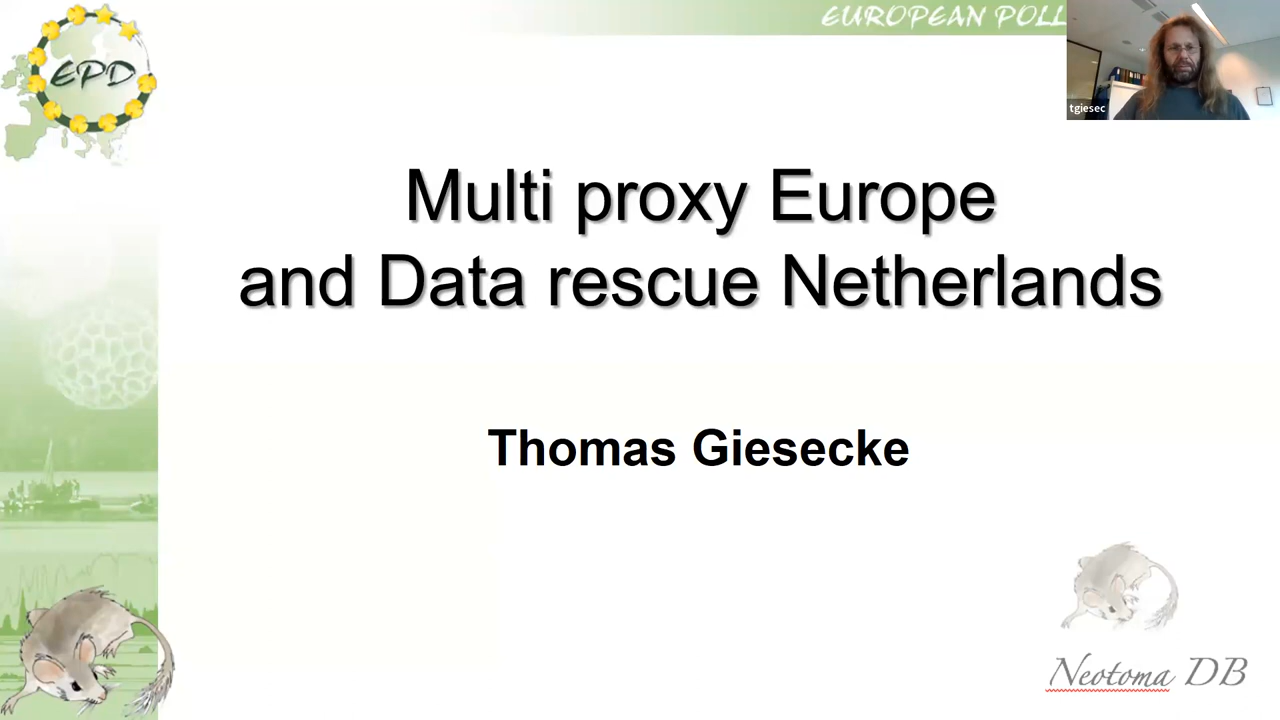 EPD
EUROPEAN POLL
tgiesec
Multi proxy Europe
and Data rescue Netherlands
Thomas Giesecke
Neotoma DB